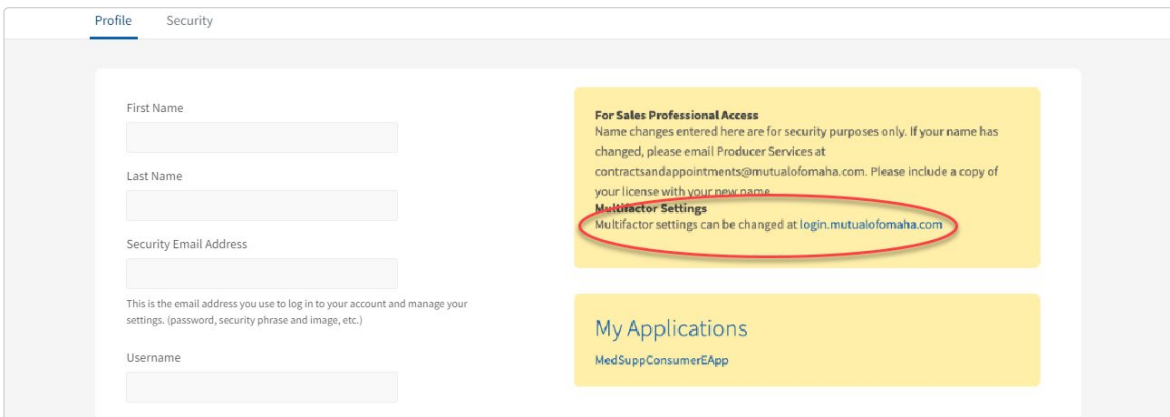 Profile
Security
First Name
Last Name
Security Email Address
This is the email address you use to log in to your account and manage your
settings. (password, security phrase and image, etc.)
Username
For Sales Professional Access
Name changes entered here are for security purposes only. If your name has
changed, please email Producer Services at
contractsandappointments@mutualofomaha.com. Please include a copy of
your license with your new name.
Multifactor Settings
Multifactor settings can be changed at login.mutualofomaha.com
My Applications
MedSuppConsumerEApp